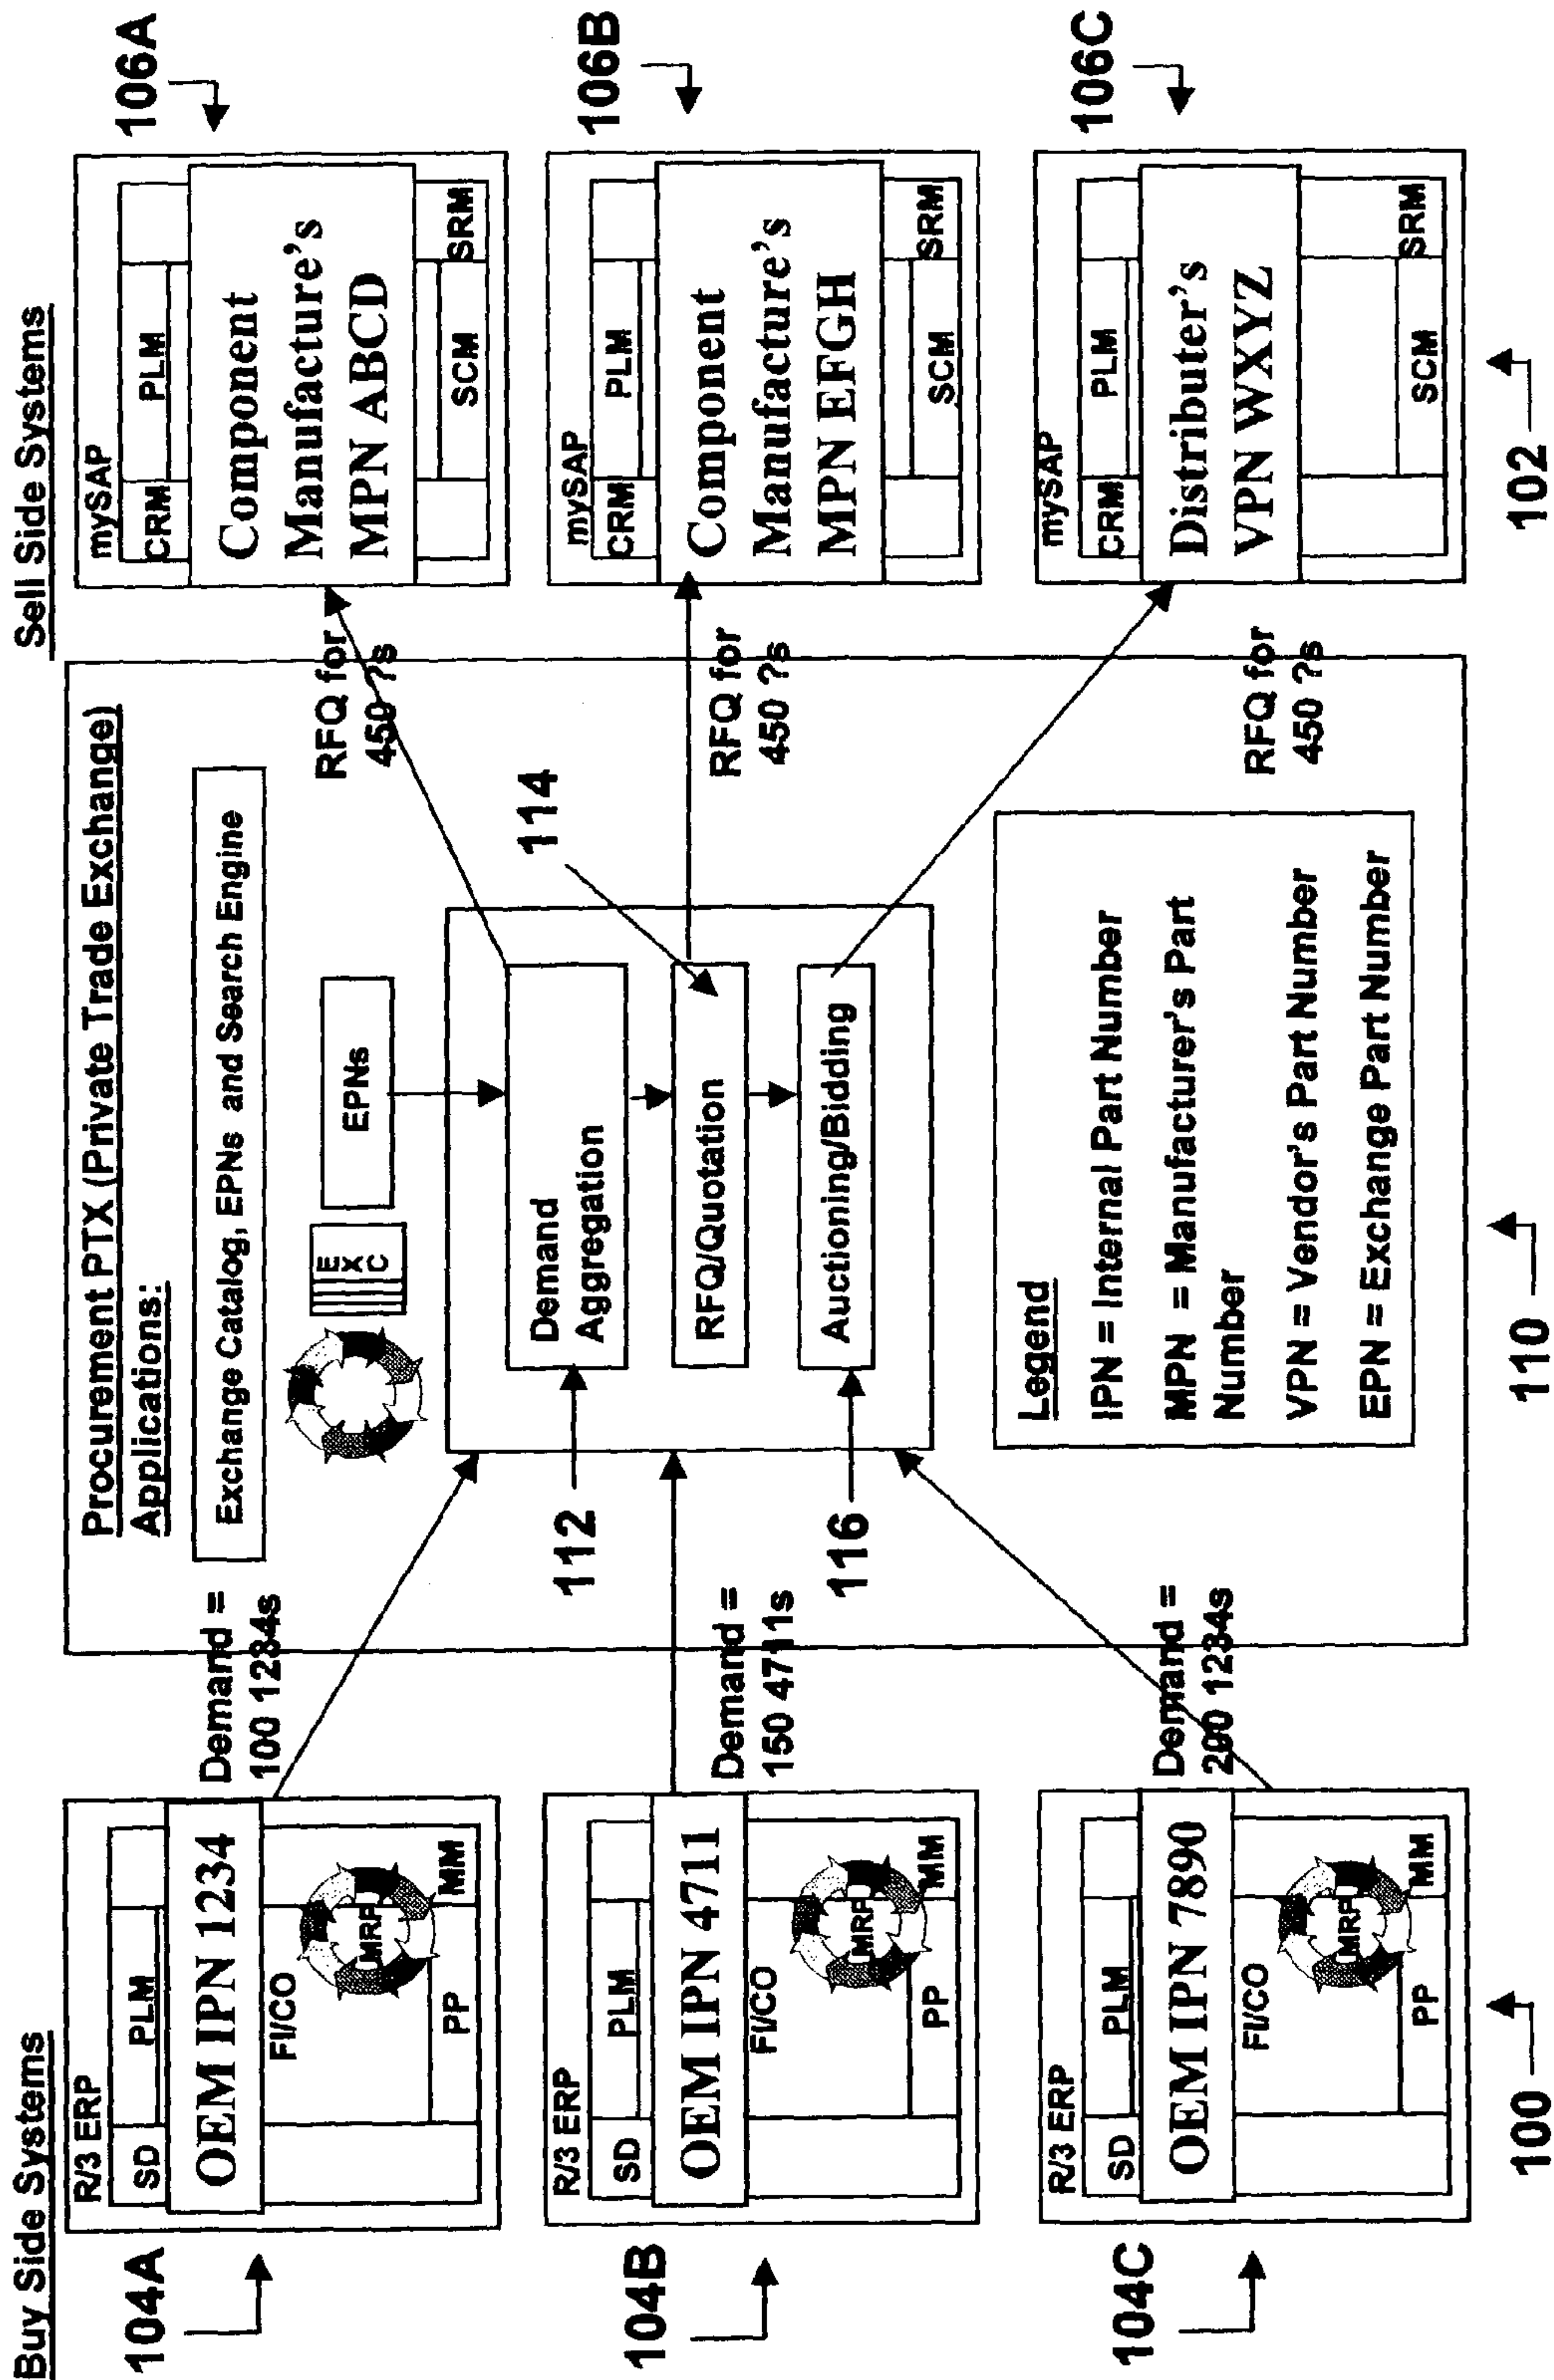 Buy Side Systems
104A
R/3 ERP
SD
PLM
OEM IPN 1234
FI/CO
MRP
PP
MM
104B
R/3 ERP
SD
PLM
OEM IPN 4711
FI/CO
MRP
PP
MM
104C
R/3 ERP
SD
PLM
OEM IPN 7890
FI/CO
MRP
PP
MM
100
Demand =
100 1234s
Demand =
150 4711s
Demand =
200 1234s
Procurement PTX (Private Trade Exchange)
Applications:
Exchange Catalog, EPNs and Search Engine
EXC
EPNs
Demand
Aggregation
RFQ/Quotation
Auctioning/Bidding
112
114
116
Legend
IPN = Internal Part Number
MPN = Manufacturer's Part
Number
VPN = Vendor's Part Number
EPN = Exchange Part Number
110
RFQ for
450 ?s
RFQ for
450 ?s
RFQ for
450 ?s
Sell Side Systems
106A
mySAP
CRM
PLM
Component
Manufacture's
MPN ABCD
SCM
SRM
106B
mySAP
CRM
PLM
Component
Manufacture's
MPN EFGH
SCM
SRM
106C
mySAP
CRM
PLM
Distributer's
VPN WXYZ
SCM
SRM
102